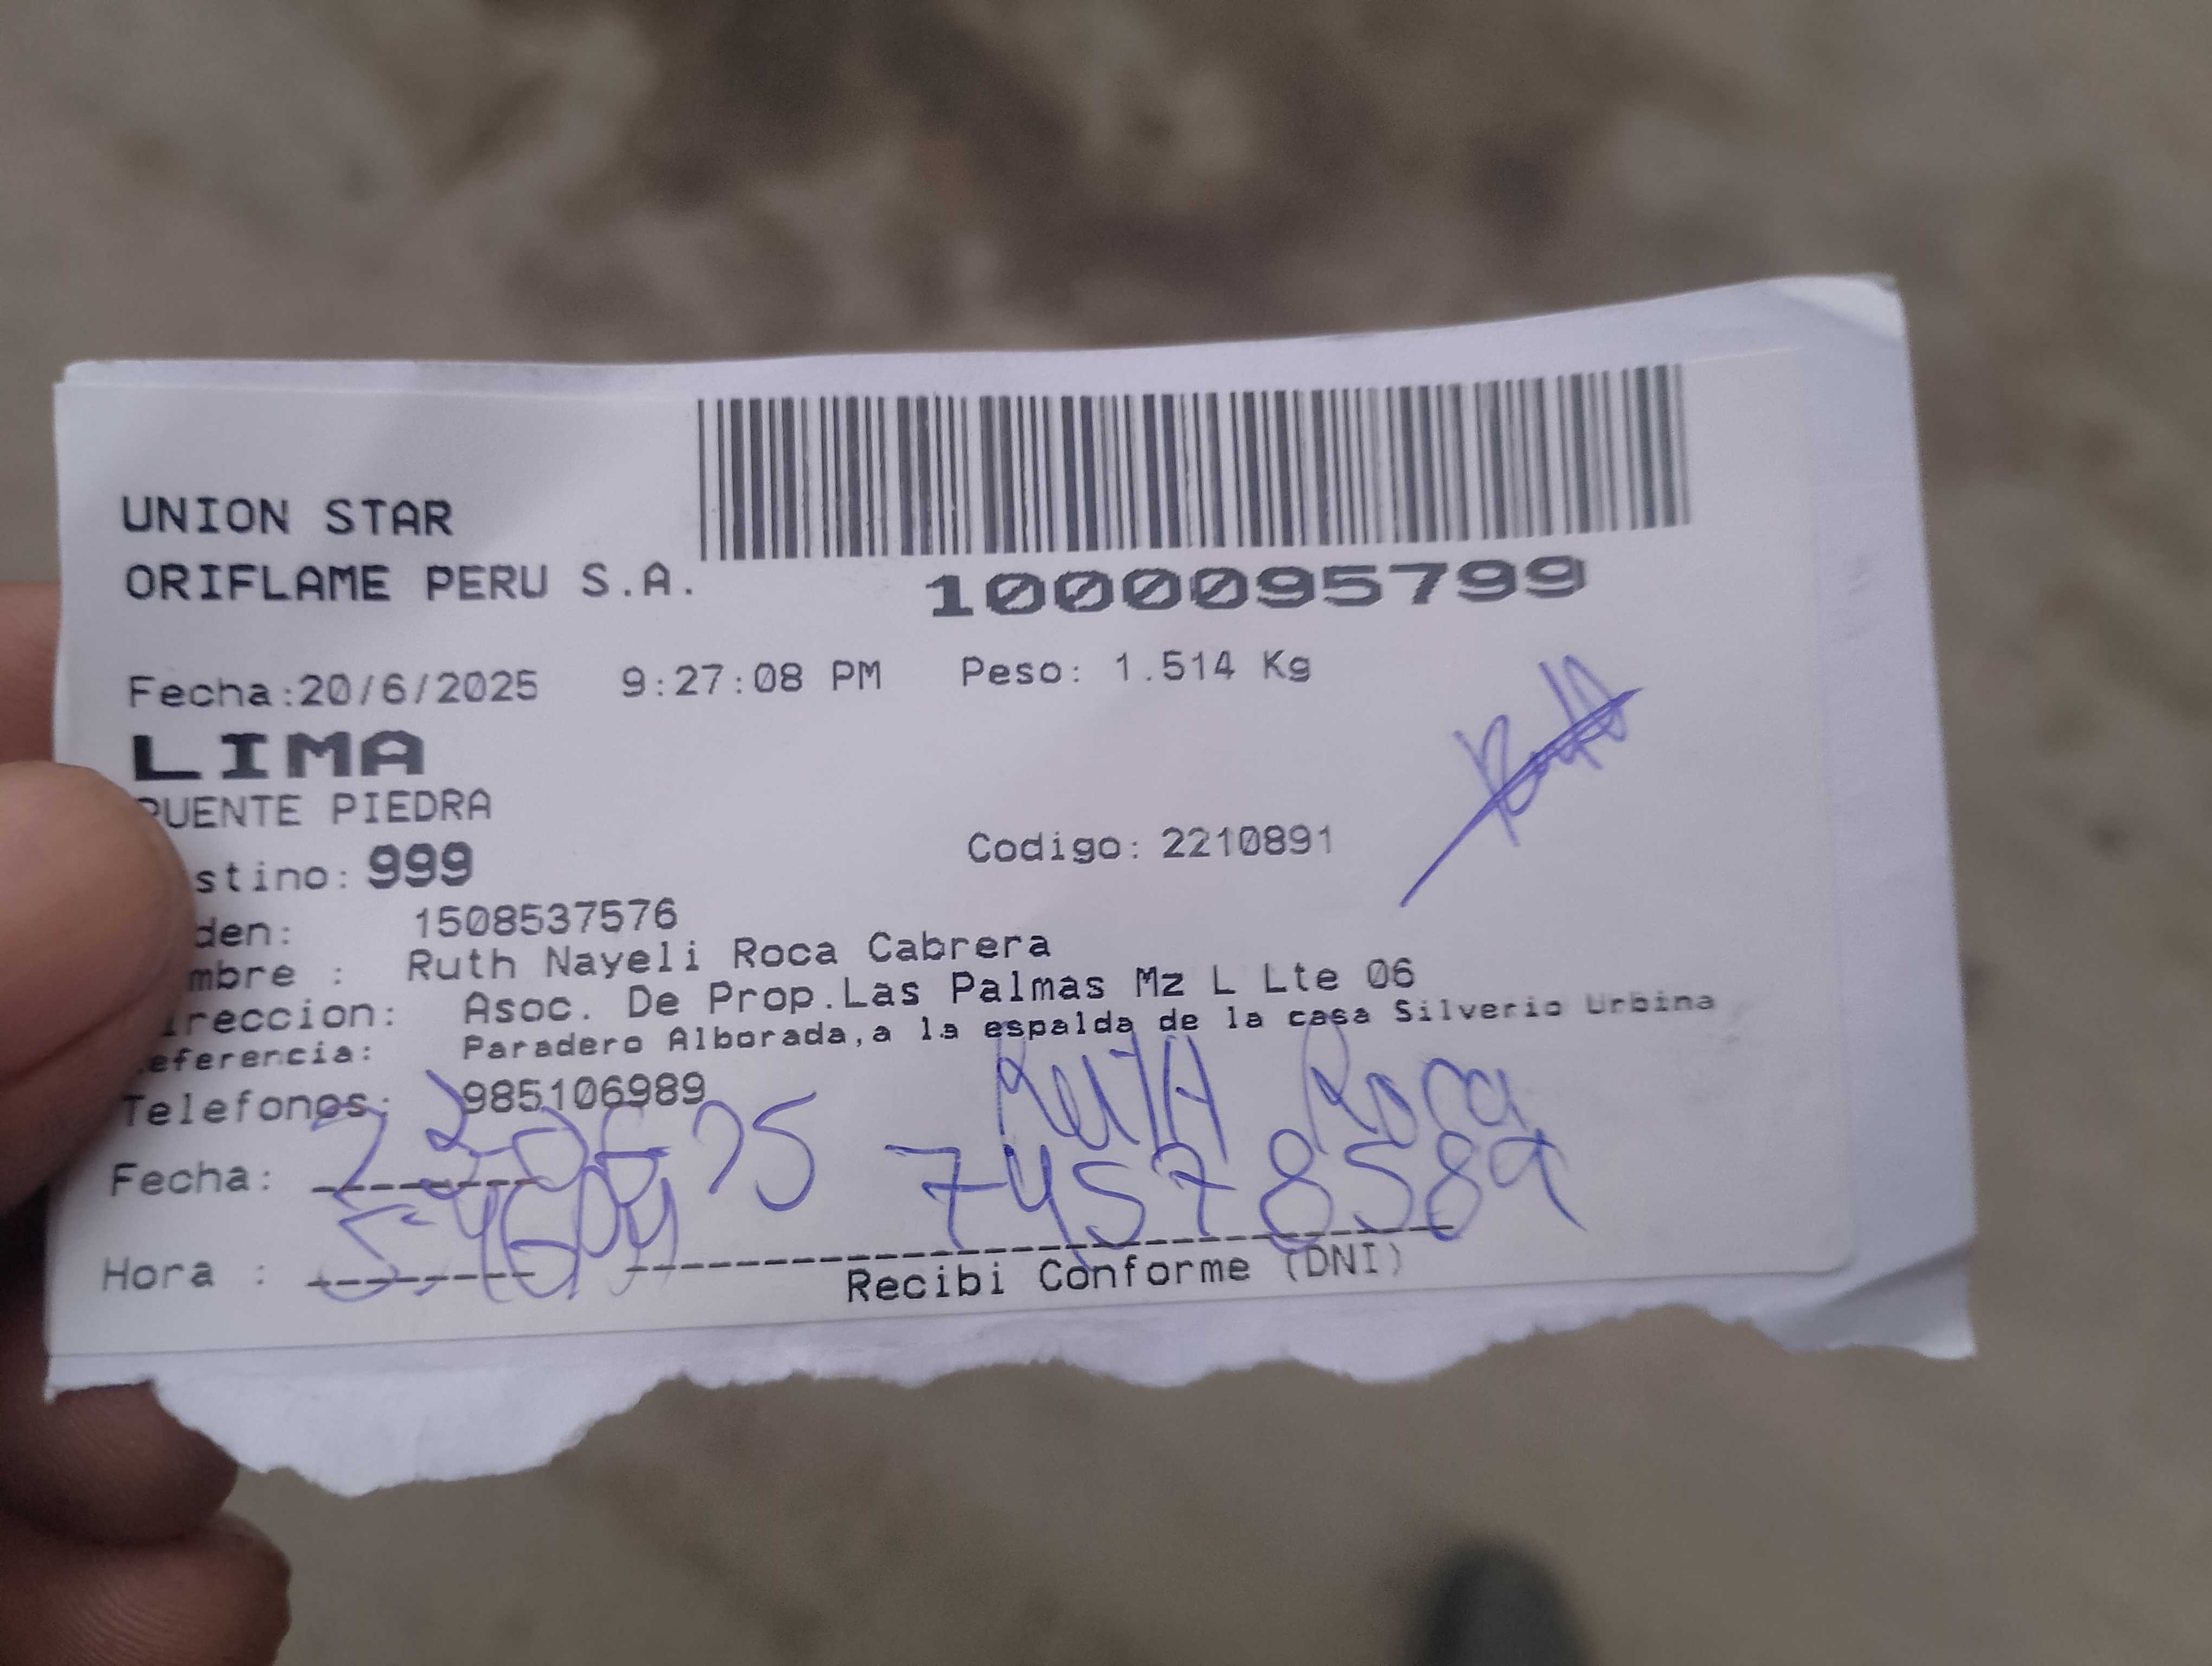 UNION STAR
ORIFLAME PERU S.A.
1000095799
Fecha:20/6/2025 9:27:08 PM Peso: 1.514 Kg
LIMA
PUENTE PIEDRA
stino: 999 Codigo: 2210891
Ruth
den: 1508537576
mbre : Ruth Nayeli Roca Cabrera
ireccion: Asoc. De Prop.Las Palmas Mz L Lte 06
eferencia: Paradero Alborada,a la espalda de la casa Silverio Urbina
Telefonos: 985106989
RutH Roca
Fecha:
74578589
Hora :
Recibi Conforme (DNI)